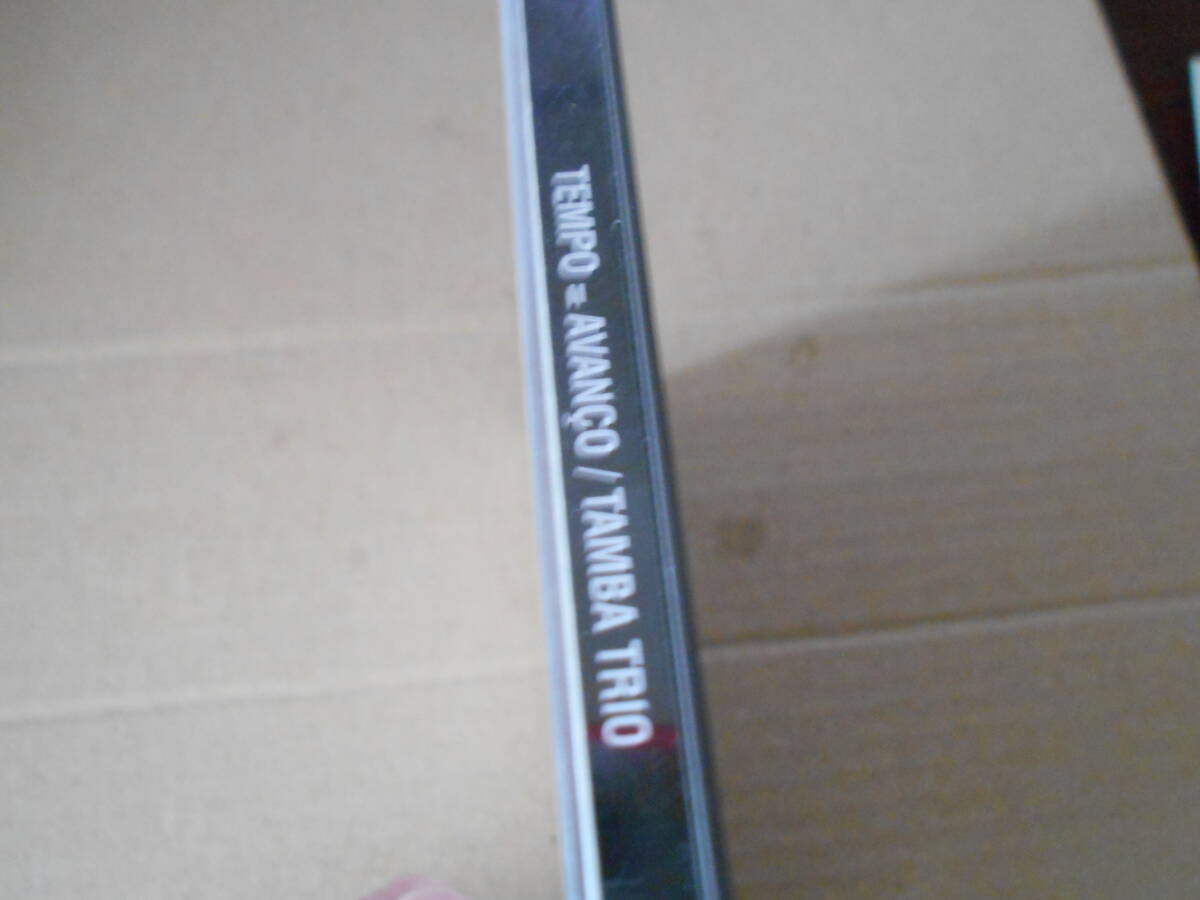 TEMPO = AVANÇO / TAMBA TRIO